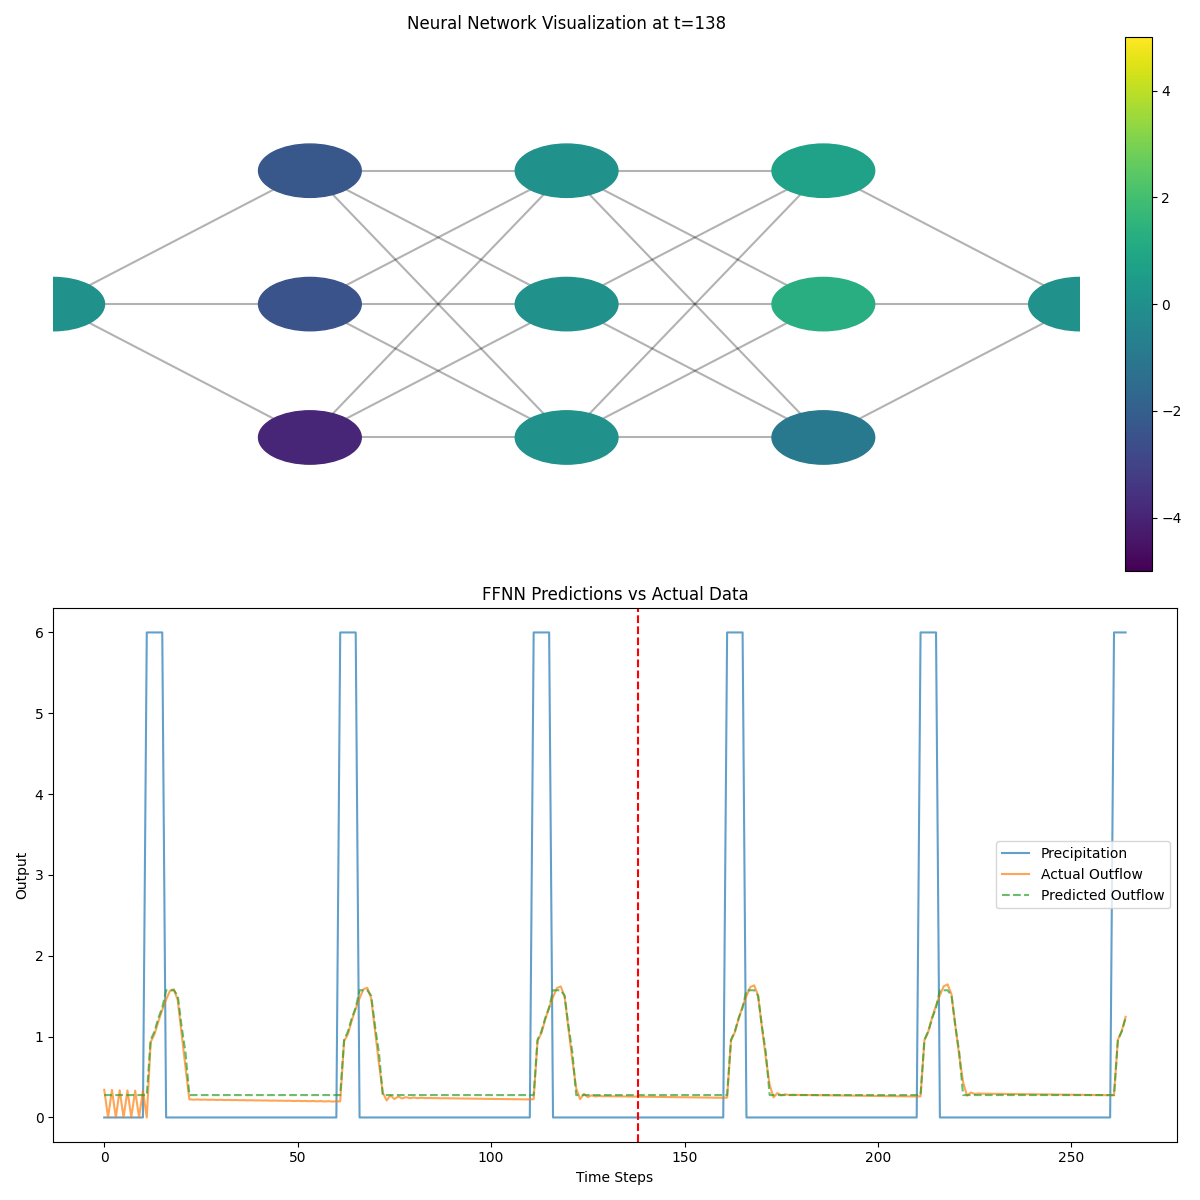 Neural Network Visualization at t=138
4
2
0
−2
−4
FFNN Predictions vs Actual Data
6
5
4
3
2
1
0
Output
Precipitation
Actual Outflow
Predicted Outflow
0 50 100 150 200 250
Time Steps